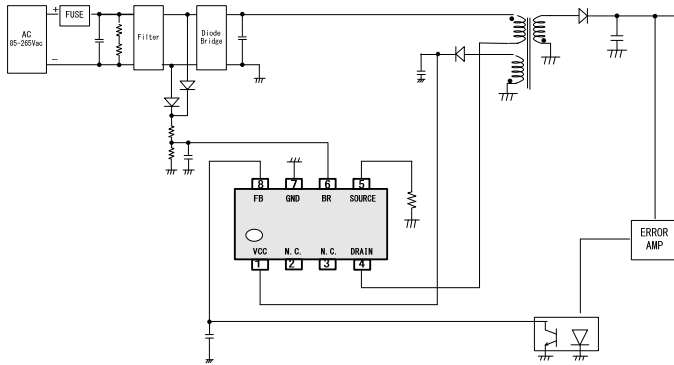 AC
85-265Vac
+
−
FUSE
Filter
Diode
Bridge
8
7
6
5
FB
GND
BR
SOURCE
VCC
N.C.
N.C.
DRAIN
1
2
3
4
ERROR
AMP